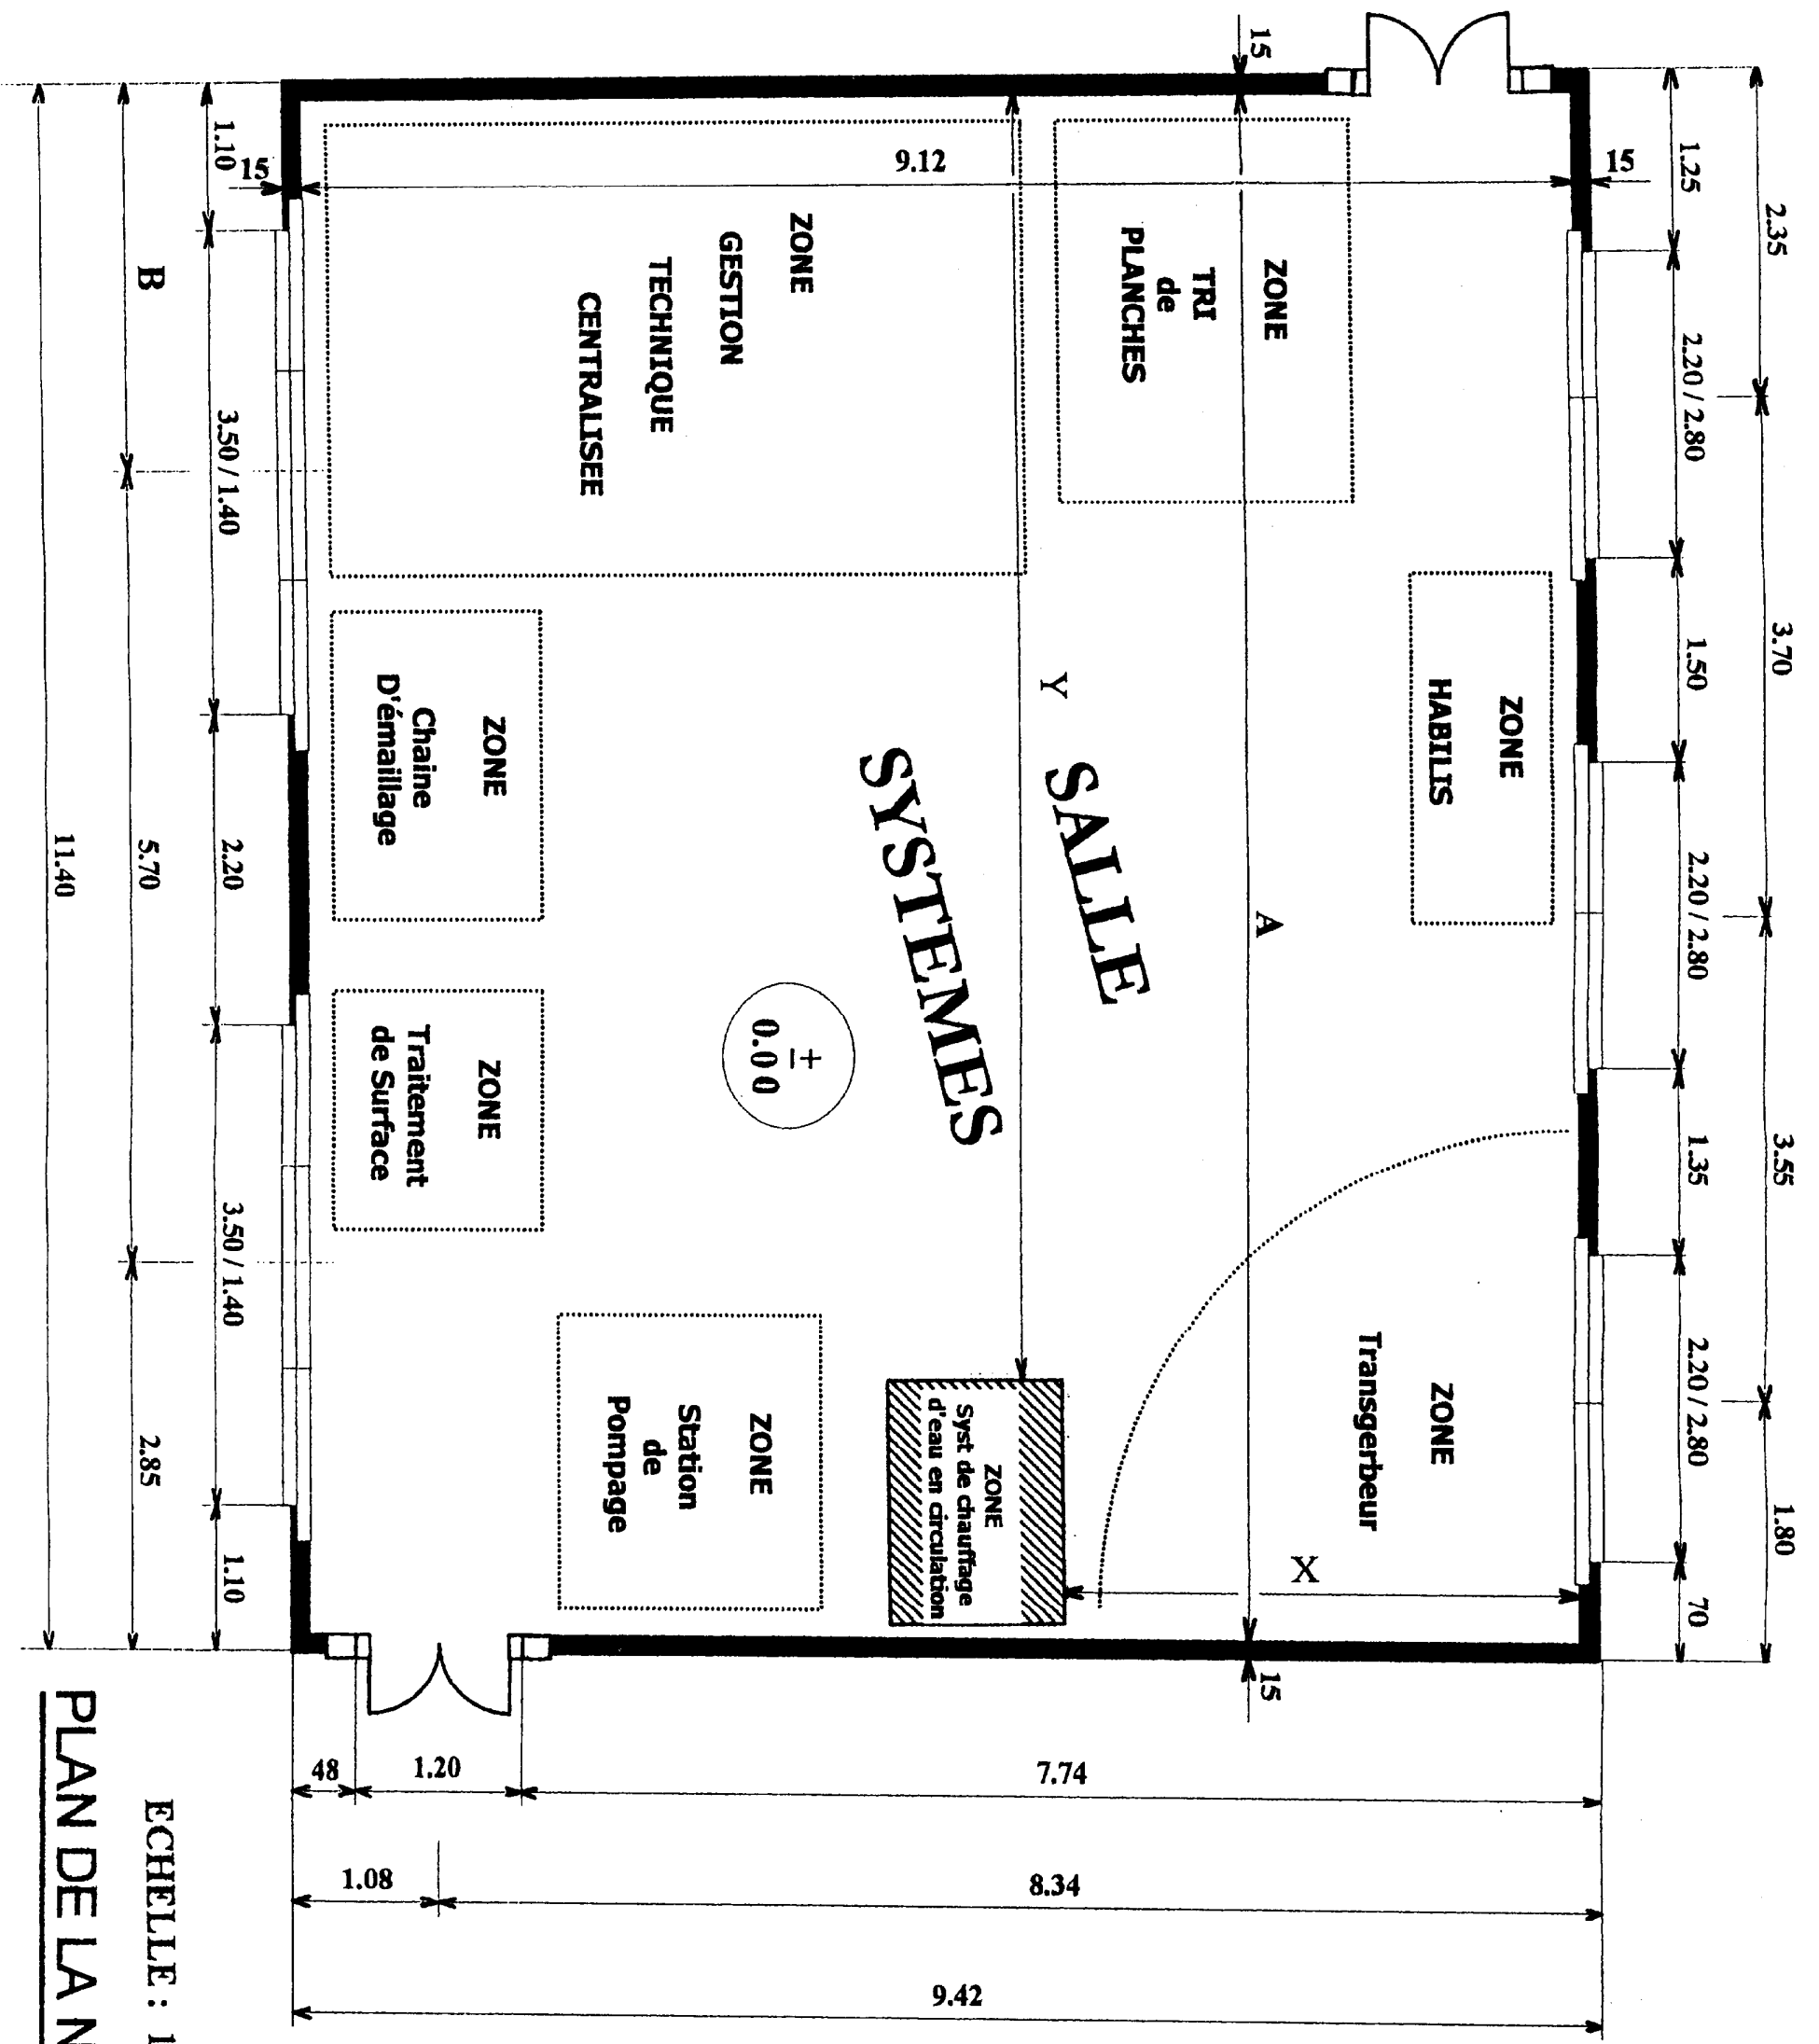 15
15
9.12
15
1.25
2.35
1.10
B
ZONE
GESTION
TECHNIQUE
CENTRALISEE
ZONE
TRI
de
PLANCHES
2.20 / 2.80
3.50 / 1.40
3.70
1.50
ZONE
HABILIS
Y
SALLE
SYSTEMES
A
ZONE
Chaine
D'émaillage
2.20
5.70
11.40
2.20 / 2.80
±
0.00
ZONE
Traitement
de Surface
3.55
1.35
3.50 / 1.40
2.20 / 2.80
ZONE
Transgerbeur
X
ZONE
Syst de chauffage
d'eau en circulation
ZONE
Station
de
Pompage
2.85
1.10
1.80
70
15
48
1.20
7.74
1.08
8.34
9.42
ECHELLE : 1
PLAN DE LA N